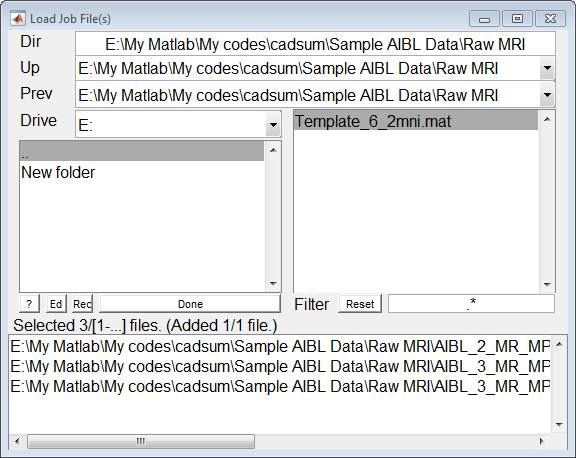 Load Job File(s)
Dir E:\My Matlab\My codes\cadsum\Sample AIBL Data\Raw MRI
Up E:\My Matlab\My codes\cadsum\Sample AIBL Data\Raw MRI
Prev E:\My Matlab\My codes\cadsum\Sample AIBL Data\Raw MRI
Drive E:
Template_6_2mni.mat
..
New folder
? Ed Rec Done Filter Reset .*
Selected 3/[1-...] files. (Added 1/1 file.)
E:\My Matlab\My codes\cadsum\Sample AIBL Data\Raw MRI\AIBL_2_MR_MP
E:\My Matlab\My codes\cadsum\Sample AIBL Data\Raw MRI\AIBL_3_MR_MP
E:\My Matlab\My codes\cadsum\Sample AIBL Data\Raw MRI\AIBL_3_MR_MP